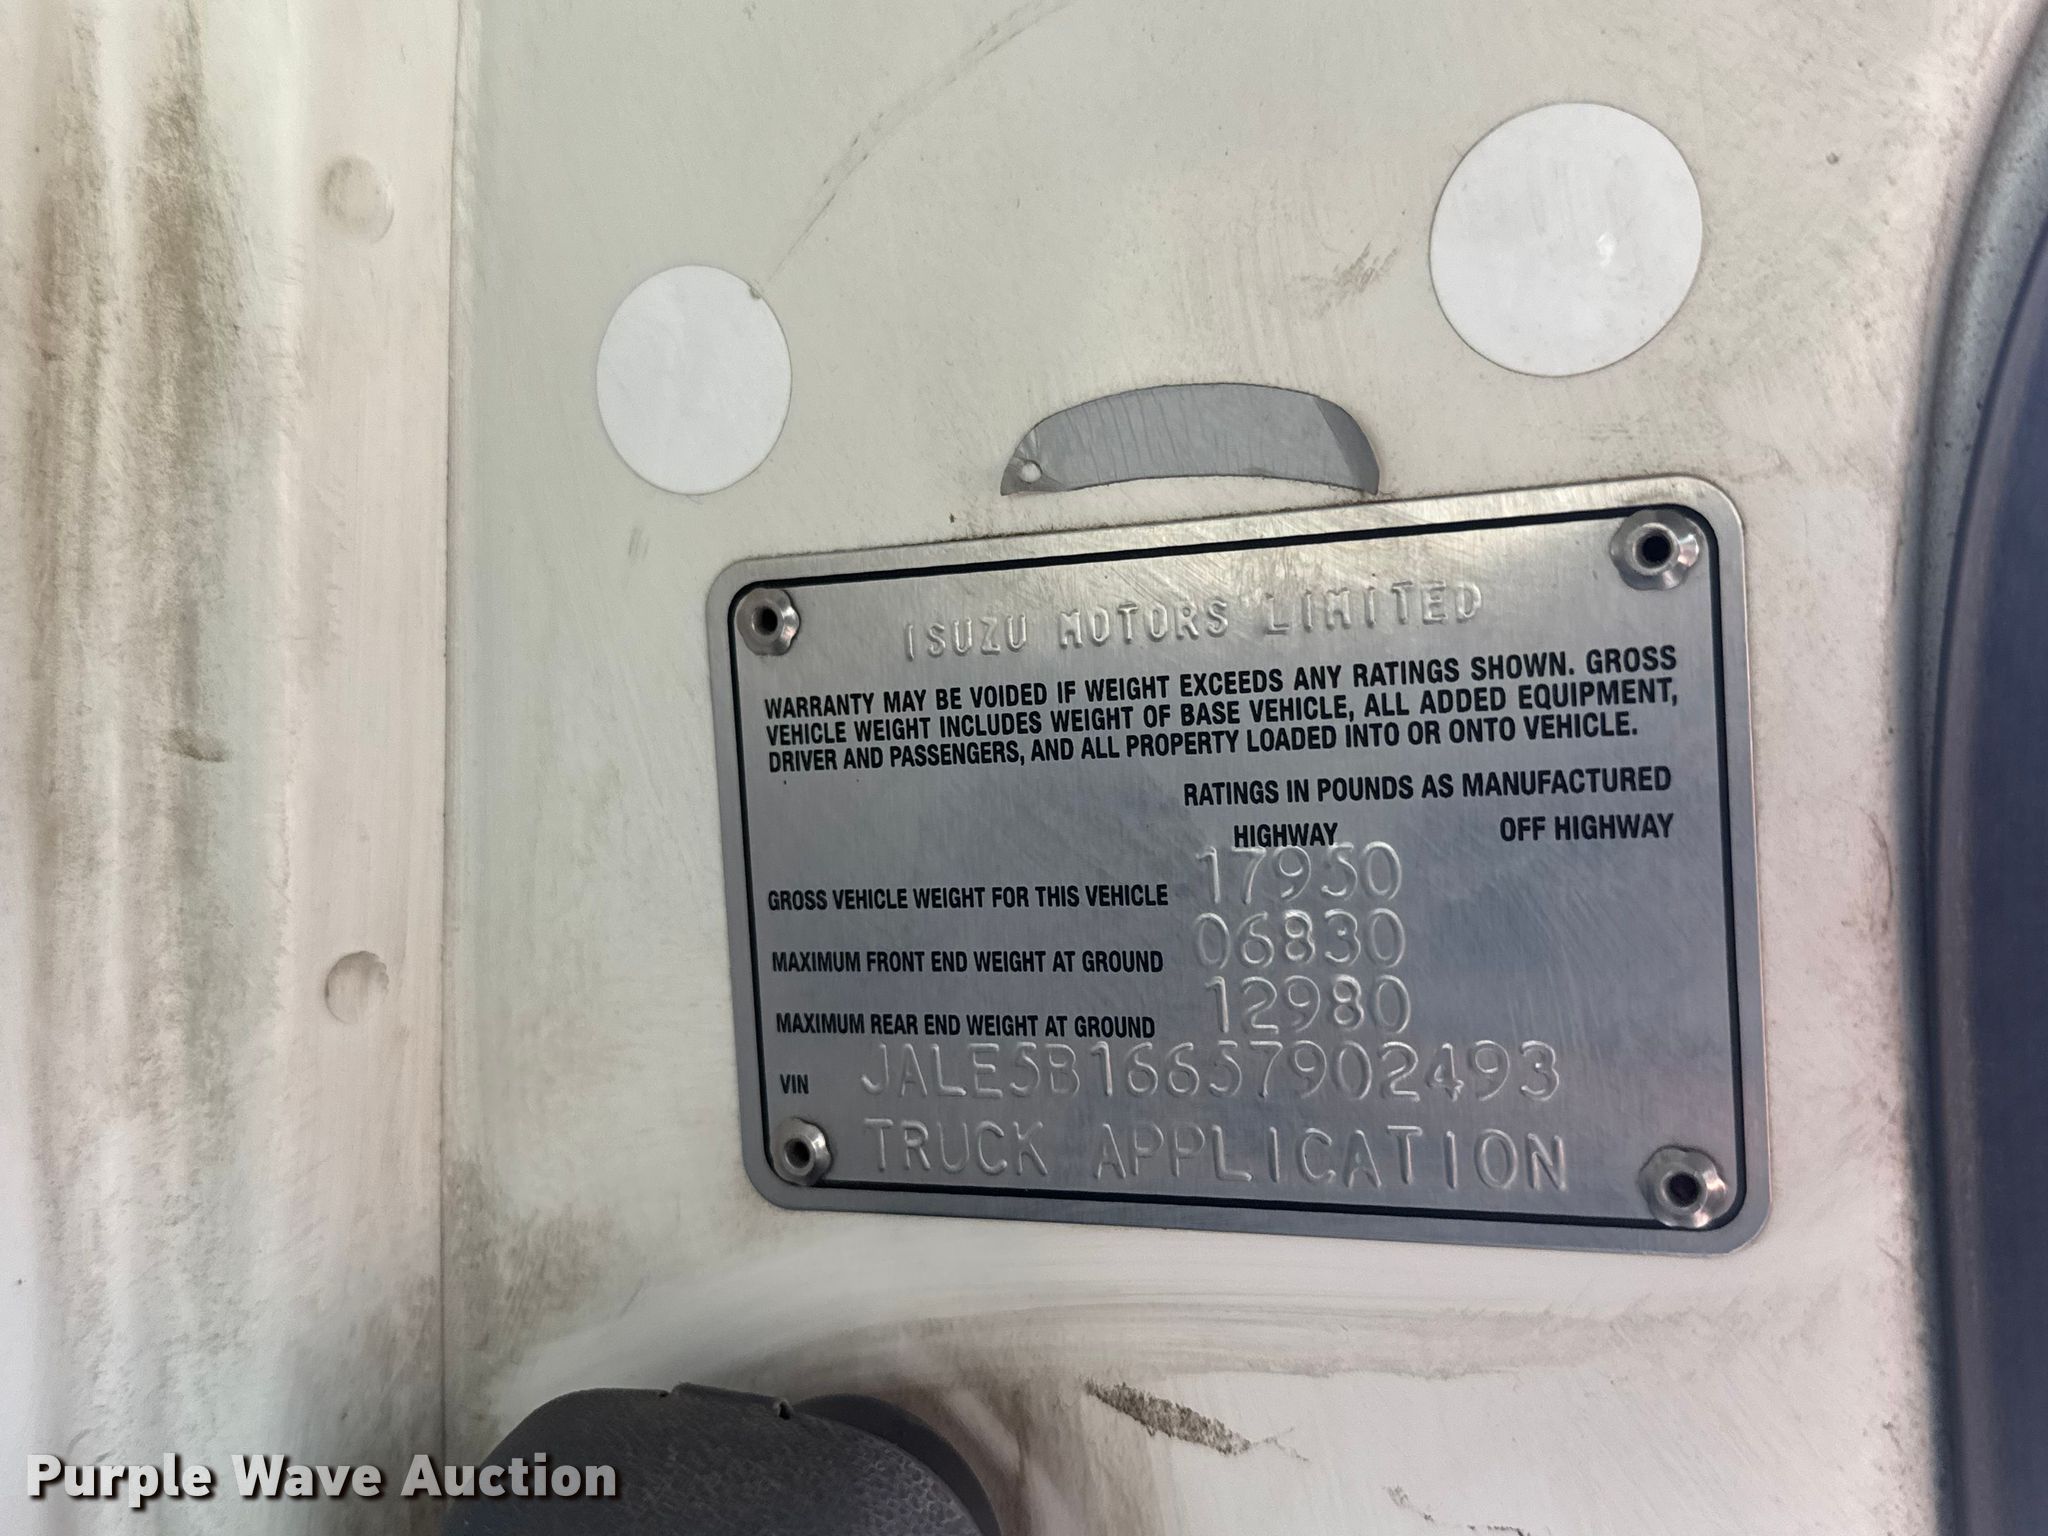 ISUZU MOTORS LIMITED
WARRANTY MAY BE VOIDED IF WEIGHT EXCEEDS ANY RATINGS SHOWN. GROSS
VEHICLE WEIGHT INCLUDES WEIGHT OF BASE VEHICLE, ALL ADDED EQUIPMENT,
DRIVER AND PASSENGERS, AND ALL PROPERTY LOADED INTO OR ONTO VEHICLE.
RATINGS IN POUNDS AS MANUFACTURED
HIGHWAY OFF HIGHWAY
GROSS VEHICLE WEIGHT FOR THIS VEHICLE 17950
MAXIMUM FRONT END WEIGHT AT GROUND 06830
MAXIMUM REAR END WEIGHT AT GROUND 12980
VIN JALE5B16657902493
TRUCK APPLICATION
Purple Wave Auction